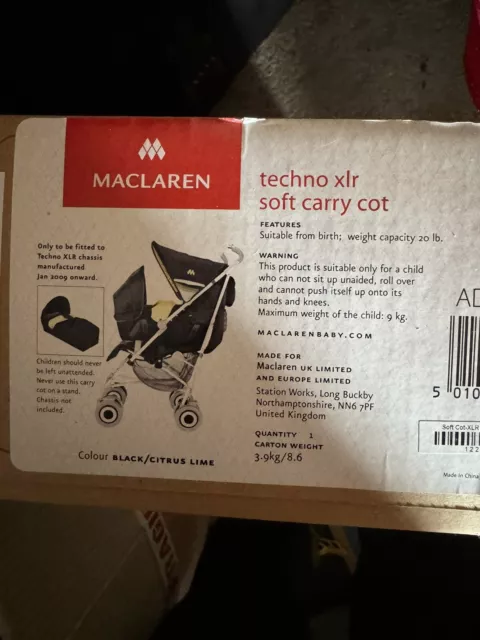 MACLAREN
techno xlr
soft carry cot
FEATURES
Suitable from birth; weight capacity 20 lb.
WARNING
This product is suitable only for a child
who can not sit up unaided, roll over
and cannot push itself up onto its
hands and knees.
Maximum weight of the child: 9 kg.
MACLARENBABY.COM
MADE FOR
Maclaren UK LIMITED
AND EUROPE LIMITED
Station Works, Long Buckby
Northamptonshire, NN6 7PF
United Kingdom
QUANTITY 1
CARTON WEIGHT
3.9kg/8.6
Only to be fitted to
Techno XLR chassis
manufactured
Jan 2009 onward.
Children should never
be left unattended.
Never use this carry
cot on a stand.
Chassis not
included.
Colour BLACK/CITRUS LIME
AD
5 010
Soft Cot-XLR
122
Made in China